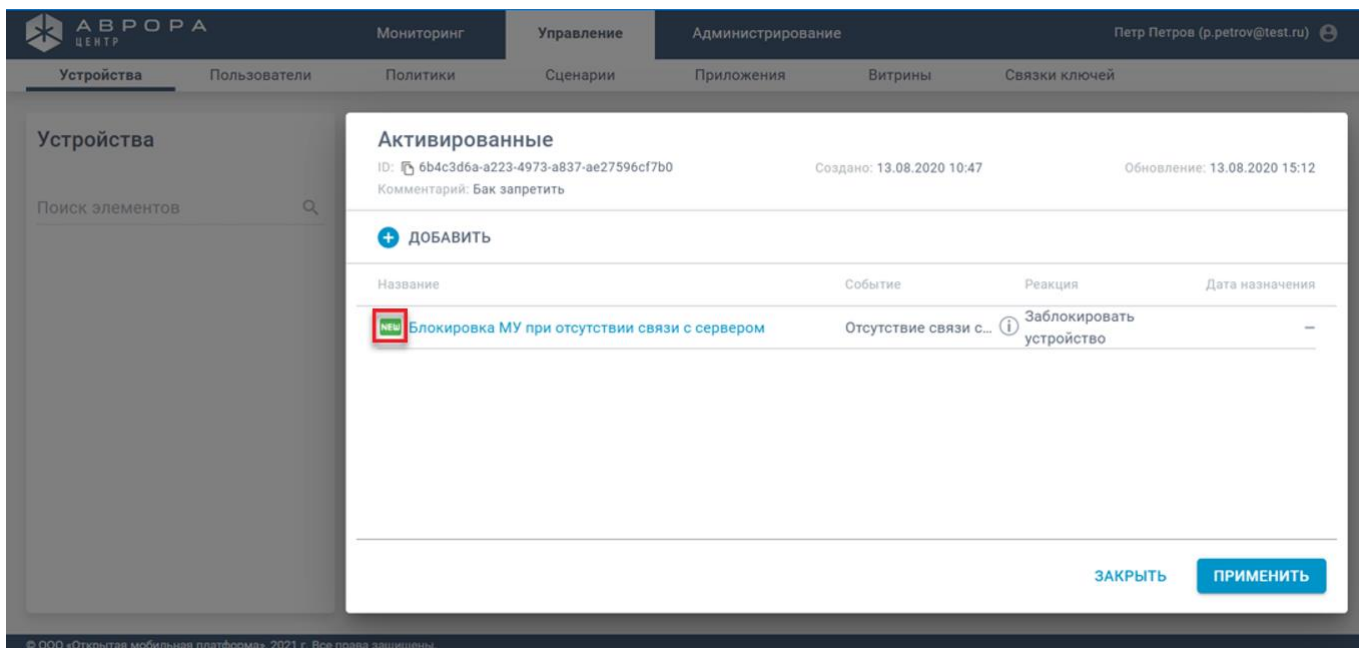 АВРОРА
ЦЕНТР
Мониторинг Управление Администрирование Петр Петров (p.petrov@test.ru)
Устройства Пользователи Политики Сценарии Приложения Витрины Связки ключей
Устройства
Поиск элементов
Активированные
ID: 6b4c3d6a-a223-4973-a837-ae27596cf7b0 Создано: 13.08.2020 10:47 Обновление: 13.08.2020 15:12
Комментарий: Бак запретить
ДОБАВИТЬ
Название Событие Реакция Дата назначения
NEW Блокировка МУ при отсутствии связи с сервером Отсутствие связи с... Заблокировать устройство –
ЗАКРЫТЬ ПРИМЕНИТЬ
© ООО «Открытая мобильная платформа», 2021 г. Все права защищены.